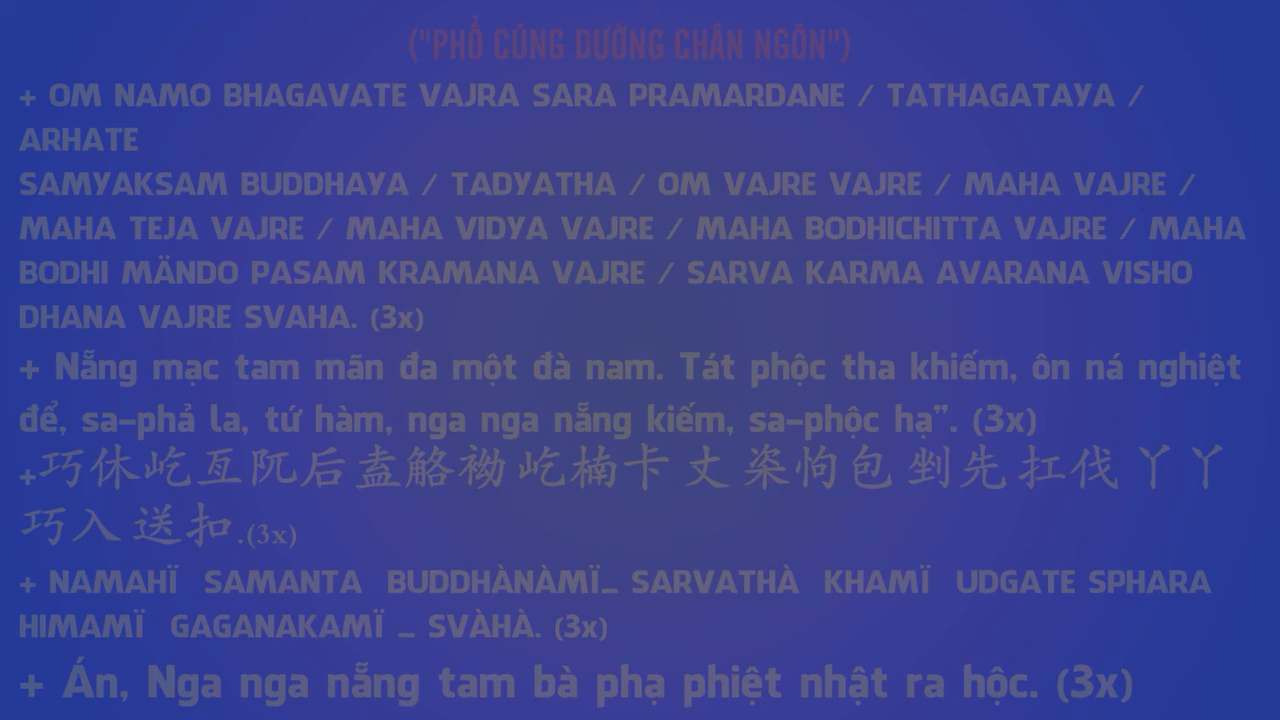 ("PHỔ CÚNG DƯỜNG CHÂN NGÔN")
+ OM NAMO BHAGAVATE VAJRA SARA PRAMARDANE / TATHAGATAYA /
ARHATE
SAMYAKSAM BUDDHAYA / TADYATHA / OM VAJRE VAJRE / MAHA VAJRE /
MAHA TEJA VAJRE / MAHA VIDYA VAJRE / MAHA BODHICHITTA VAJRE / MAHA
BODHI MÄNDO PASAM KRAMANA VAJRE / SARVA KARMA AVARANA VISHO
DHANA VAJRE SVAHA. (3x)
+ Nẵng mạc tam mãn đa một đà nam. Tát phộc tha khiếm, ôn ná nghiệt
để, sa-phả la, tứ hàm, nga nga nẵng kiếm, sa-phộc hạ”. (3x)
+巧休屹亙阢后盍觡袎屹楠卡丈粢恦包剉先扛伐丫丫
巧入送扣.(3x)
+ NAMAHÏ SAMANTA BUDDHÀNÀMÏ_ SARVATHÀ KHAMÏ UDGATE SPHARA
HIMAMÏ GAGANAKAMÏ _ SVÀHÀ. (3x)
+ Án, Nga nga nẵng tam bà phạ phiệt nhật ra hộc. (3x)